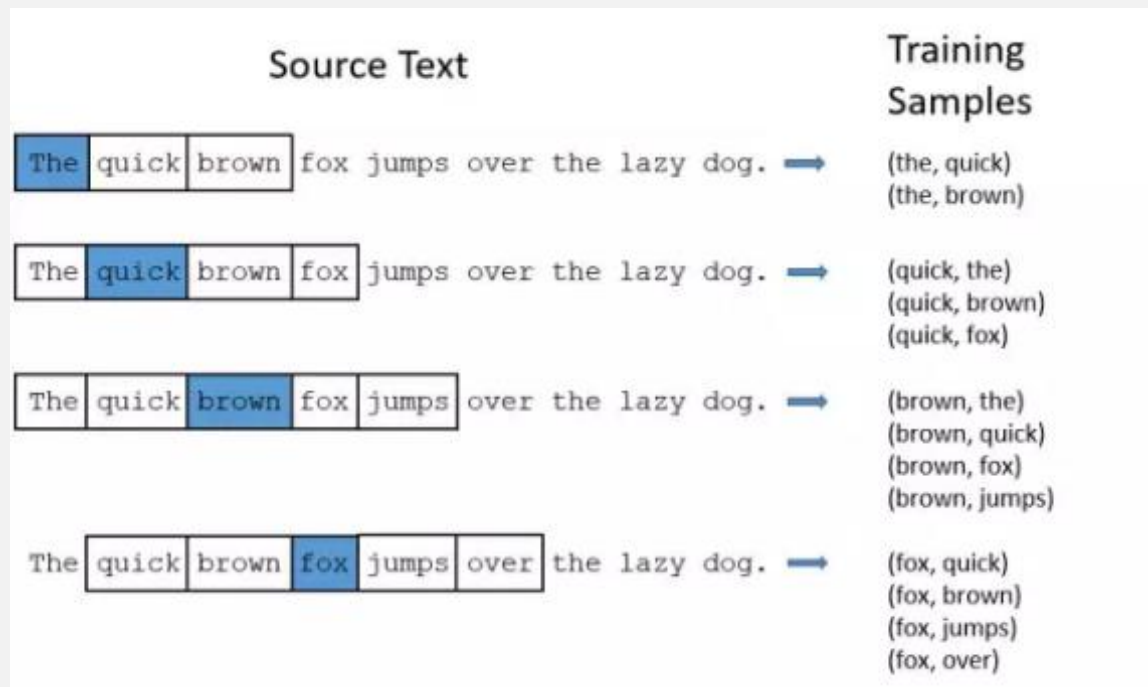 Source Text
Training
Samples
The quick brown fox jumps over the lazy dog.
(the, quick)
(the, brown)
The quick brown fox jumps over the lazy dog.
(quick, the)
(quick, brown)
(quick, fox)
The quick brown fox jumps over the lazy dog.
(brown, the)
(brown, quick)
(brown, fox)
(brown, jumps)
The quick brown fox jumps over the lazy dog.
(fox, quick)
(fox, brown)
(fox, jumps)
(fox, over)